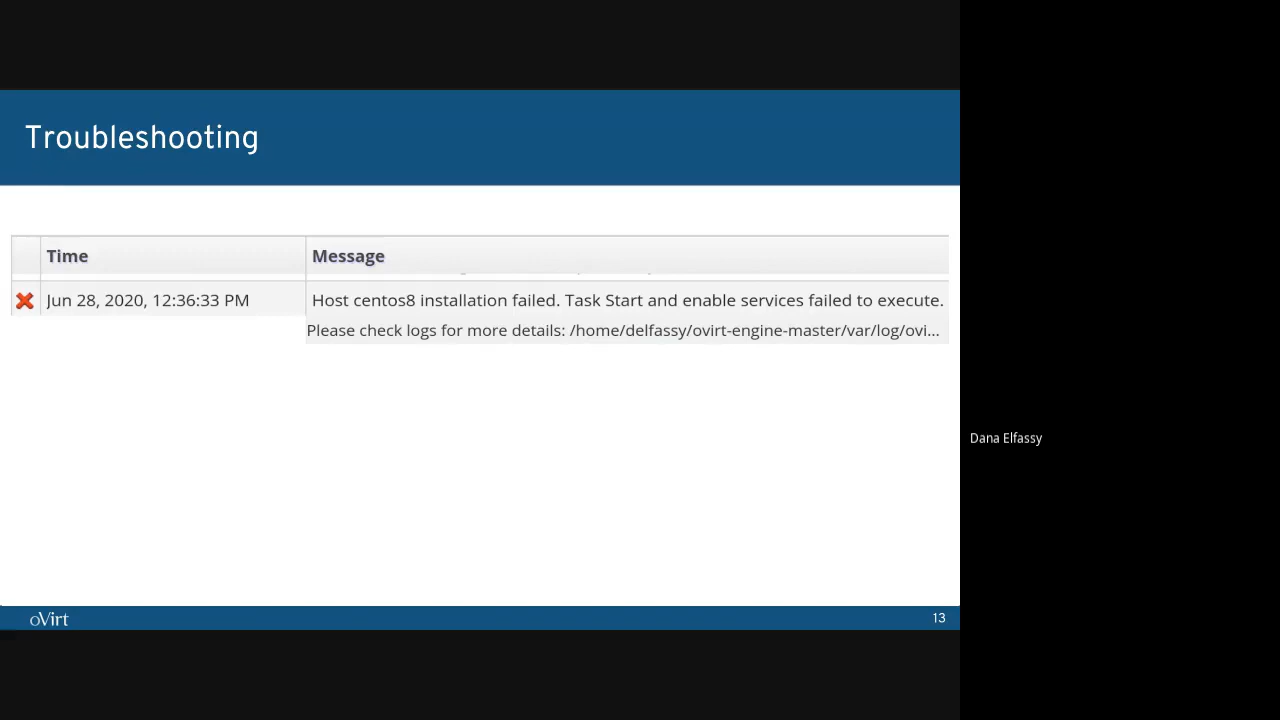 Troubleshooting
Time Message
Jun 28, 2020, 12:36:33 PM Host centos8 installation failed. Task Start and enable services failed to execute.
Please check logs for more details: /home/delfassy/ovirt-engine-master/var/log/ovi...
Dana Elfassy
oVirt 13